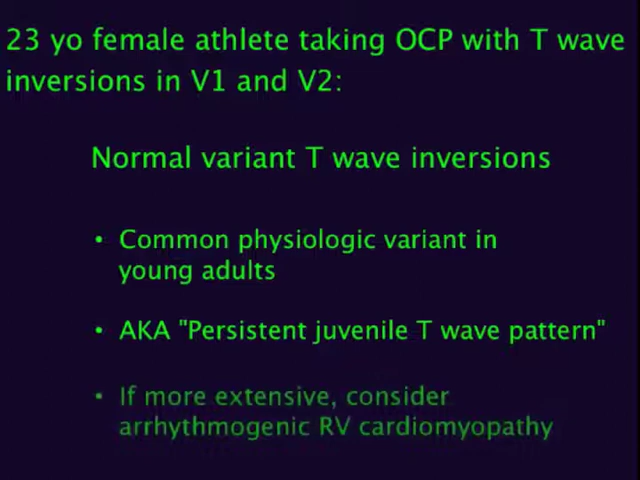 23 yo female athlete taking OCP with T wave
inversions in V1 and V2:
Normal variant T wave inversions
• Common physiologic variant in
young adults
• AKA "Persistent juvenile T wave pattern"
• If more extensive, consider
arrhythmogenic RV cardiomyopathy